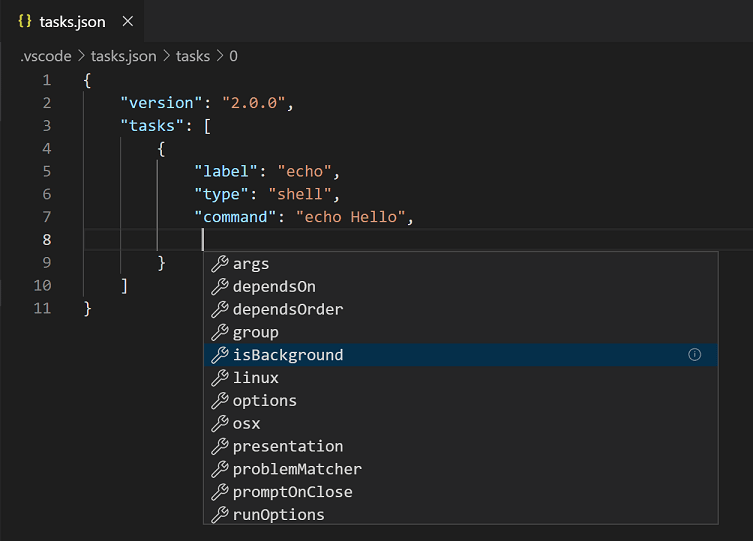 {} tasks.json ×
.vscode > tasks.json > tasks > 0
1 {
2 "version": "2.0.0",
3 "tasks": [
4 {
5 "label": "echo",
6 "type": "shell",
7 "command": "echo Hello",
8
9 }
10 ]
11 }
args
dependsOn
dependsOrder
group
isBackground
linux
options
osx
presentation
problemMatcher
promptOnClose
runOptions